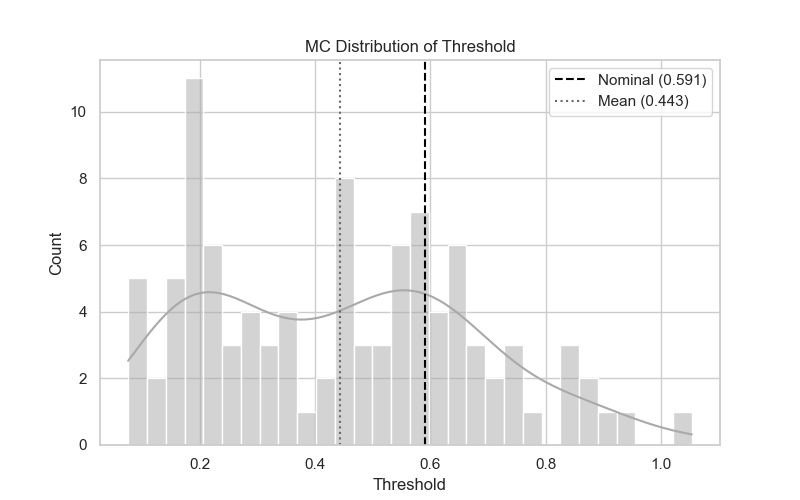 MC Distribution of Threshold
Nominal (0.591)
Mean (0.443)
10
8
6
4
2
0
Count
0.2
0.4
0.6
0.8
1.0
Threshold